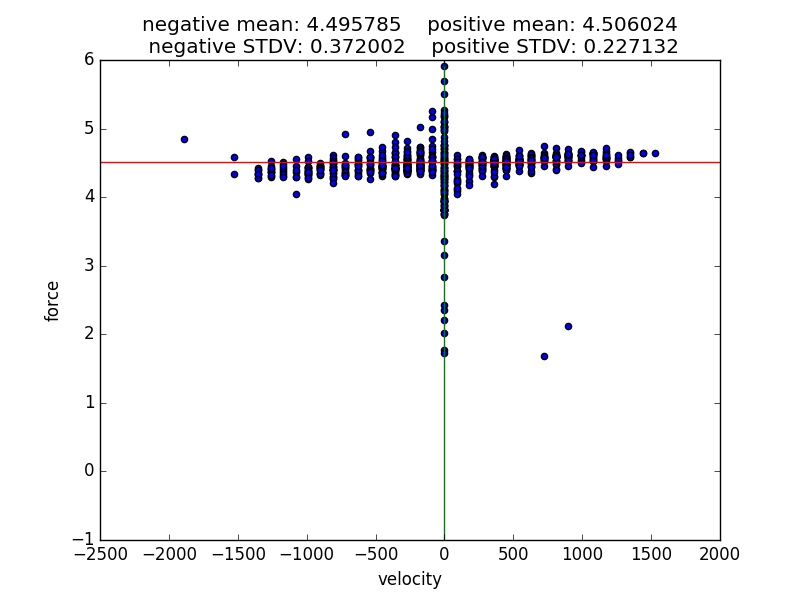 negative mean: 4.495785    positive mean: 4.506024
negative STDV: 0.372002    positive STDV: 0.227132
6
5
4
3
2
1
0
−1
force
−2500 −2000 −1500 −1000 −500 0 500 1000 1500 2000
velocity